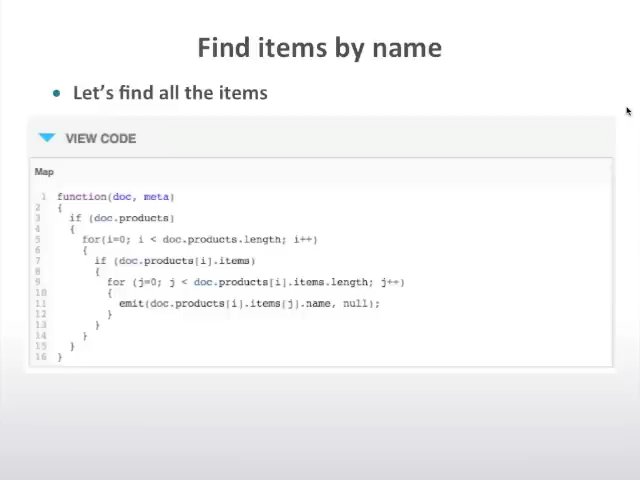 Find items by name
• Let's find all the items
VIEW CODE
Map
1 function(doc, meta)
2 {
3 if (doc.products)
4 {
5 for(i=0; i < doc.products.length; i++)
6 {
7 if (doc.products[i].items)
8 {
9 for (j=0; j < doc.products[i].items.length; j++)
10 {
11 emit(doc.products[i].items[j].name, null);
12 }
13 }
14 }
15 }
16 }